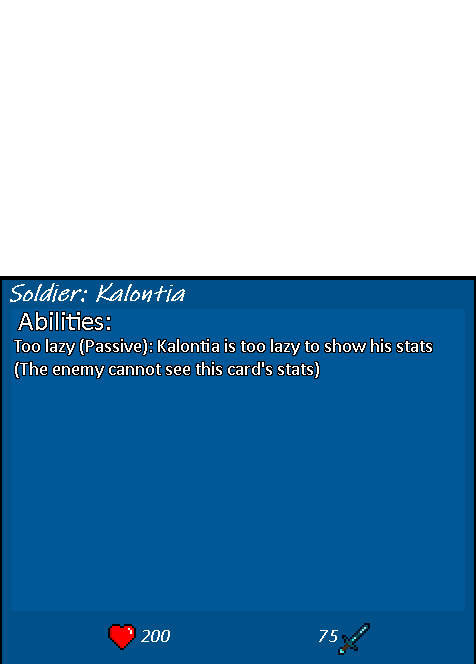 Soldier: Kalontia
Abilities:
Too lazy (Passive): Kalontia is too lazy to show his stats
(The enemy cannot see this card's stats)
200 75